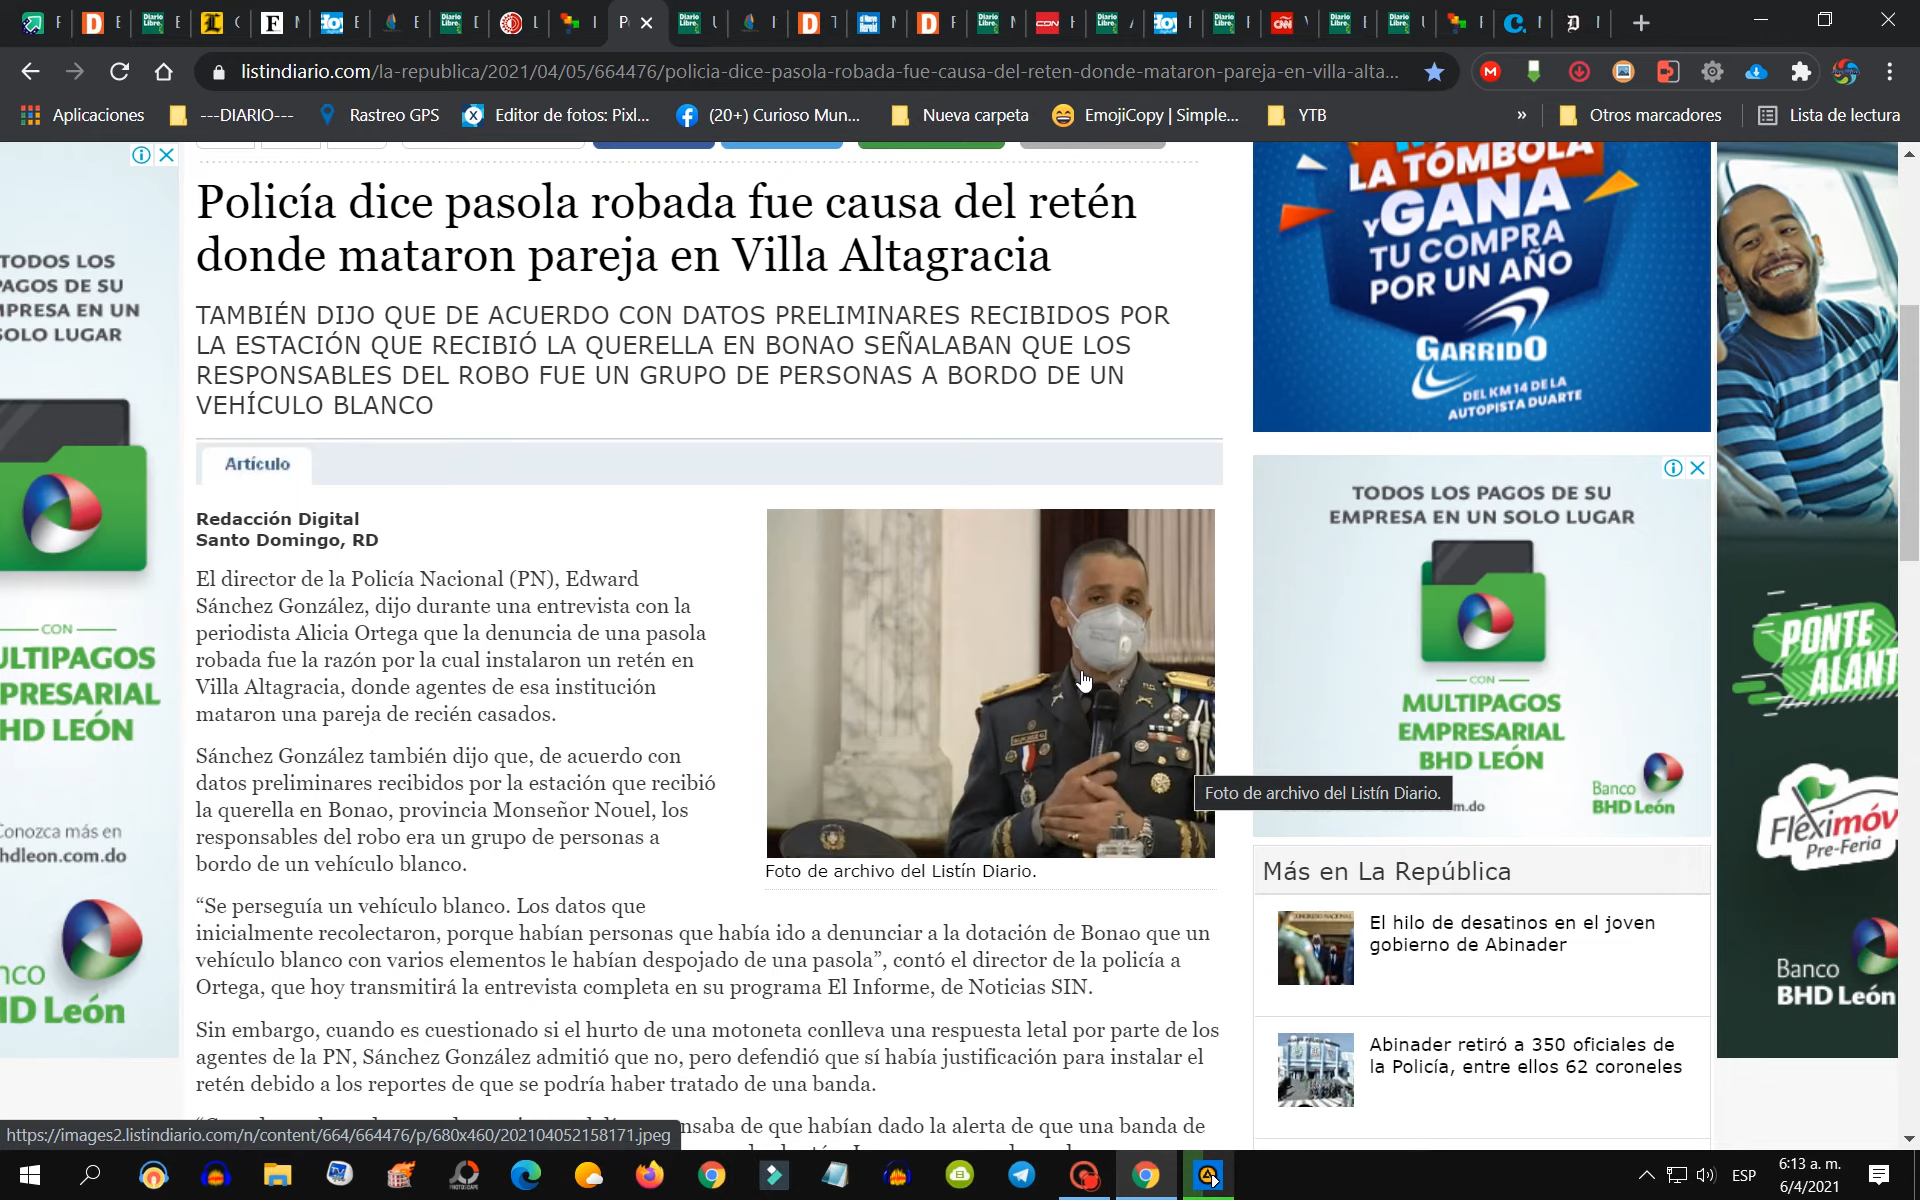 listindiario.com/la-republica/2021/04/05/664476/policia-dice-pasola-robada-fue-causa-del-reten-donde-mataron-pareja-en-villa-alta...
Aplicaciones
---DIARIO---
Rastreo GPS
Editor de fotos: Pixl...
(20+) Curioso Mun...
Nueva carpeta
EmojiCopy | Simple...
YTB
»
Otros marcadores
Lista de lectura
Policía dice pasola robada fue causa del retén
donde mataron pareja en Villa Altagracia
TAMBIÉN DIJO QUE DE ACUERDO CON DATOS PRELIMINARES RECIBIDOS POR
LA ESTACIÓN QUE RECIBIÓ LA QUERELLA EN BONAO SEÑALABAN QUE LOS
RESPONSABLES DEL ROBO FUE UN GRUPO DE PERSONAS A BORDO DE UN
VEHÍCULO BLANCO
Artículo
Redacción Digital
Santo Domingo, RD
El director de la Policía Nacional (PN), Edward
Sánchez González, dijo durante una entrevista con la
periodista Alicia Ortega que la denuncia de una pasola
robada fue la razón por la cual instalaron un retén en
Villa Altagracia, donde agentes de esa institución
mataron una pareja de recién casados.
Sánchez González también dijo que, de acuerdo con
datos preliminares recibidos por la estación que recibió
la querella en Bonao, provincia Monseñor Nouel, los
responsables del robo era un grupo de personas a
bordo de un vehículo blanco.
Foto de archivo del Listín Diario.
Foto de archivo del Listín Diario.
“Se perseguía un vehículo blanco. Los datos que
inicialmente recolectaron, porque habían personas que había ido a denunciar a la dotación de Bonao que un
vehículo blanco con varios elementos le habían despojado de una pasola”, contó el director de la policía a
Ortega, que hoy transmitirá la entrevista completa en su programa El Informe, de Noticias SIN.
Sin embargo, cuando es cuestionado si el hurto de una motoneta conlleva una respuesta letal por parte de los
agentes de la PN, Sánchez González admitió que no, pero defendió que sí había justificación para instalar el
retén debido a los reportes de que se podría haber tratado de una banda.
nsaba de que habían dado la alerta de que una banda de
https://images2.listindiario.com/n/content/664/664476/p/680x460/202104052158171.jpeg
TODOS LOS
PAGOS DE SU
MPRESA EN UN
SOLO LUGAR
CON
ULTIPAGOS
PRESARIAL
HD LEÓN
Conozca más en
hdleon.com.do
nco
HD León
LA TÓMBOLA
Y GANA
TU COMPRA
POR UN AÑO
GARRIDO
DEL KM 14 DE LA
AUTOPISTA DUARTE
TODOS LOS PAGOS DE SU
EMPRESA EN UN SOLO LUGAR
CON
MULTIPAGOS
EMPRESARIAL
BHD LEÓN
m.do
Banco
BHD León
Más en La República
El hilo de desatinos en el joven
gobierno de Abinader
Abinader retiró a 350 oficiales de
la Policía, entre ellos 62 coroneles
PONTE
ALANT
Fleximóv
Pre-Feria
Banco
BHD León
ESP
6:13 a. m.
6/4/2021